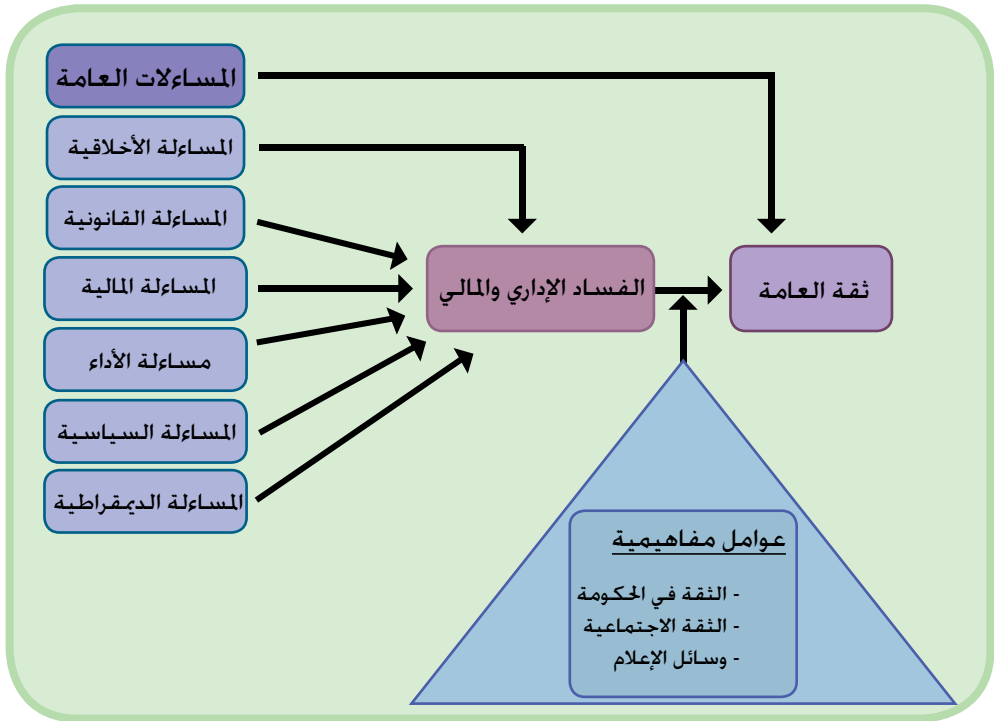 المساءلات العامة
المساءلة الأخلاقية
المساءلة القانونية
المساءلة المالية
مساءلة الأداء
المساءلة السياسية
المساءلة الديمقراطية
الفساد الإداري والمالي
ثقة العامة
عوامل مفاهيمية
- الثقة في الحكومة
- الثقة الاجتماعية
- وسائل الإعلام